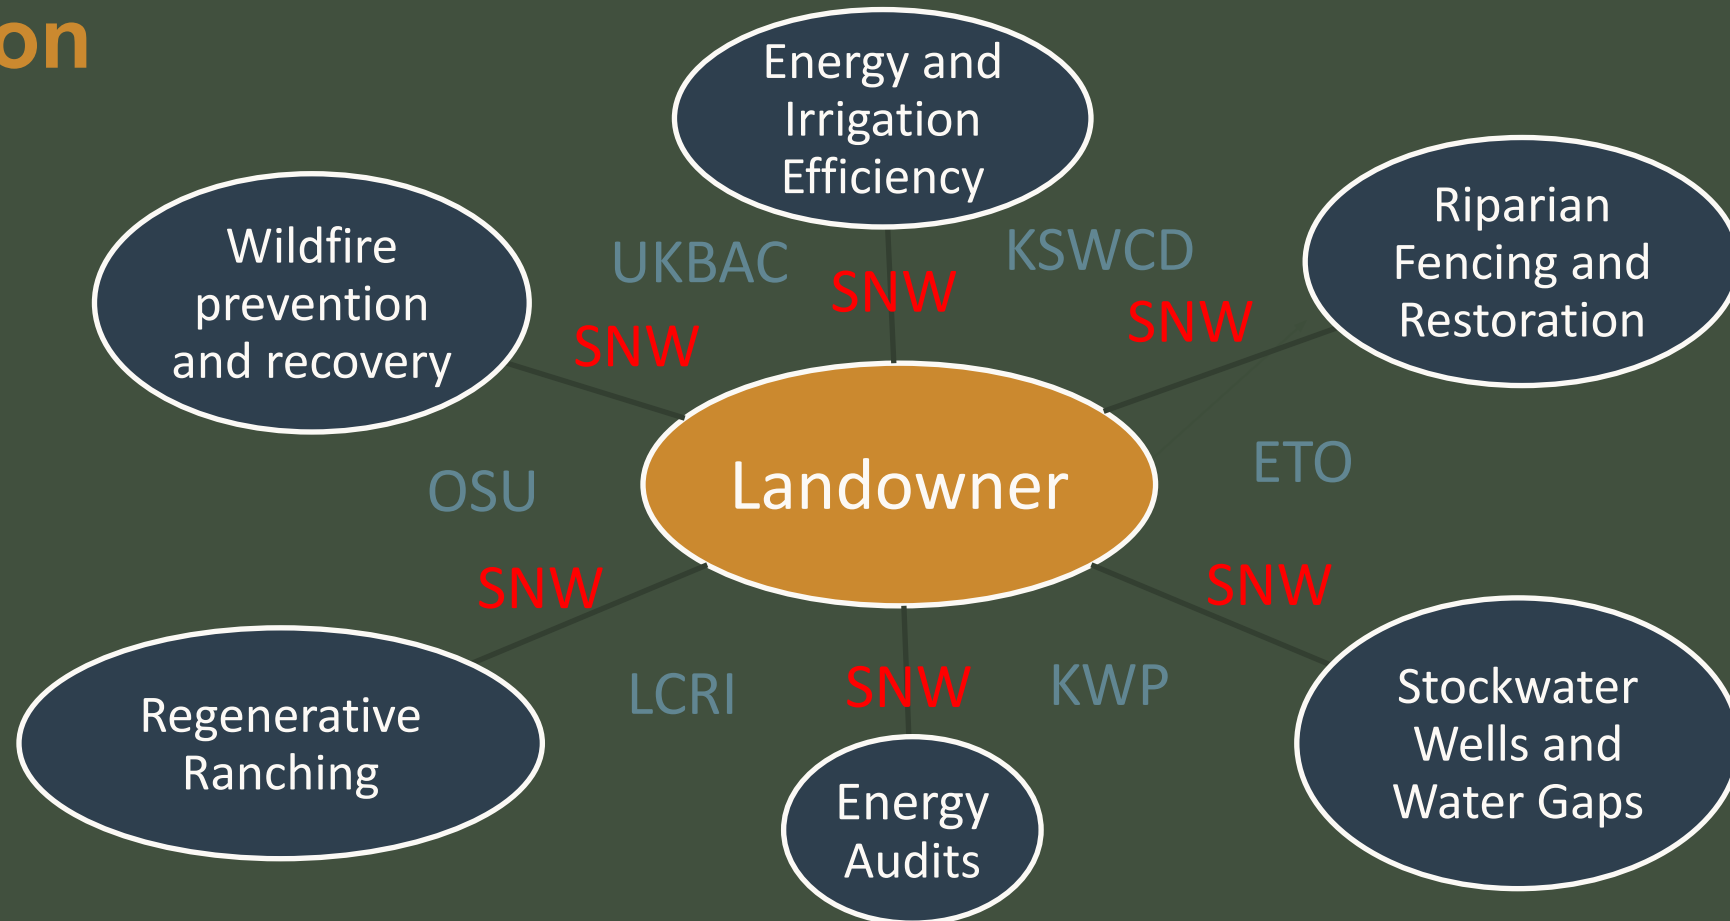 on
Energy and
Irrigation
Efficiency
Wildfire
prevention
and recovery
Riparian
Fencing and
Restoration
UKBAC
KSWCD
SNW
SNW
SNW
Landowner
OSU
ETO
SNW
SNW
LCRI
SNW
KWP
Regenerative
Ranching
Energy
Audits
Stockwater
Wells and
Water Gaps